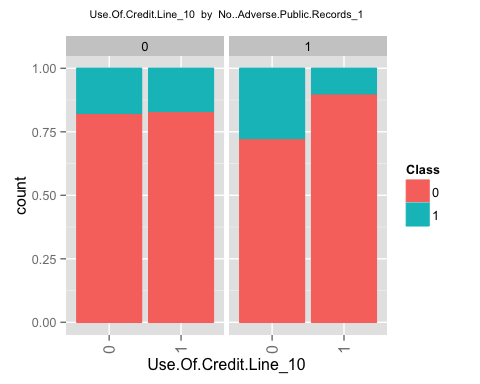 Use.Of.Credit.Line_10 by No..Adverse.Public.Records_1
0 1
1.00
0.75
0.50
0.25
0.00
count
0 1 0 1
Use.Of.Credit.Line_10
Class
0
1